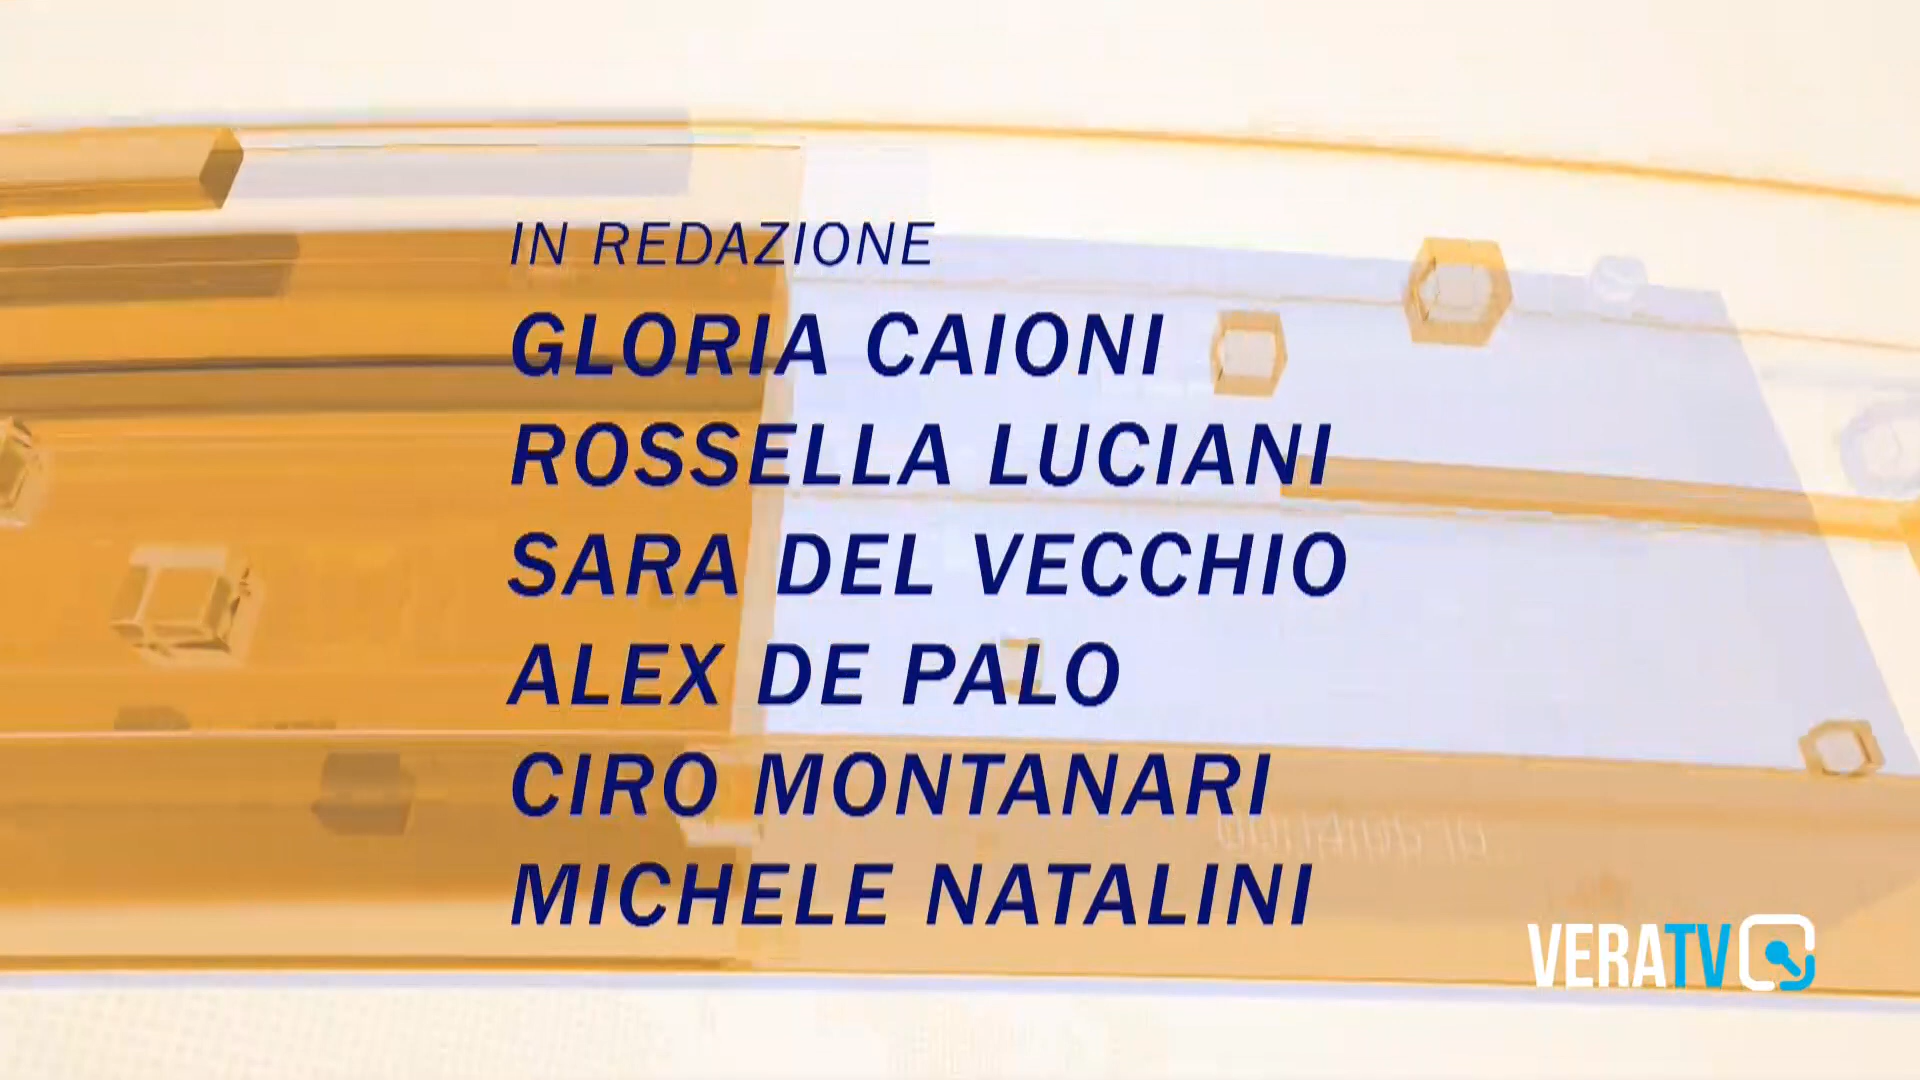 IN REDAZIONE
GLORIA CAIONI
ROSSELLA LUCIANI
SARA DEL VECCHIO
ALEX DE PALO
CIRO MONTANARI
MICHELE NATALINI
VERATV